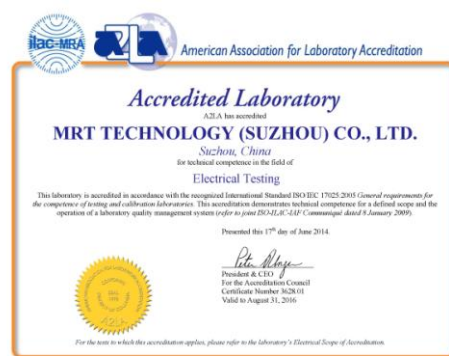 ilac-MRA
A2LA
American Association for Laboratory Accreditation
Accredited Laboratory
A2LA has accredited
MRT TECHNOLOGY (SUZHOU) CO., LTD.
Suzhou, China
for technical competence in the field of
Electrical Testing
This laboratory is accredited in accordance with the recognized International Standard ISO/IEC 17025:2005 General requirements for
the competence of testing and calibration laboratories. This accreditation demonstrates technical competence for a defined scope and the
operation of a laboratory quality management system (refer to joint ISO-ILAC-IAF Communiqué dated 8 January 2009).
Presented this 17th day of June 2014.
President & CEO
For the Accreditation Council
Certificate Number 3628.01
Valid to August 31, 2016
A2LA
For the tests to which this accreditation applies, please refer to the laboratory's Electrical Scope of Accreditation.